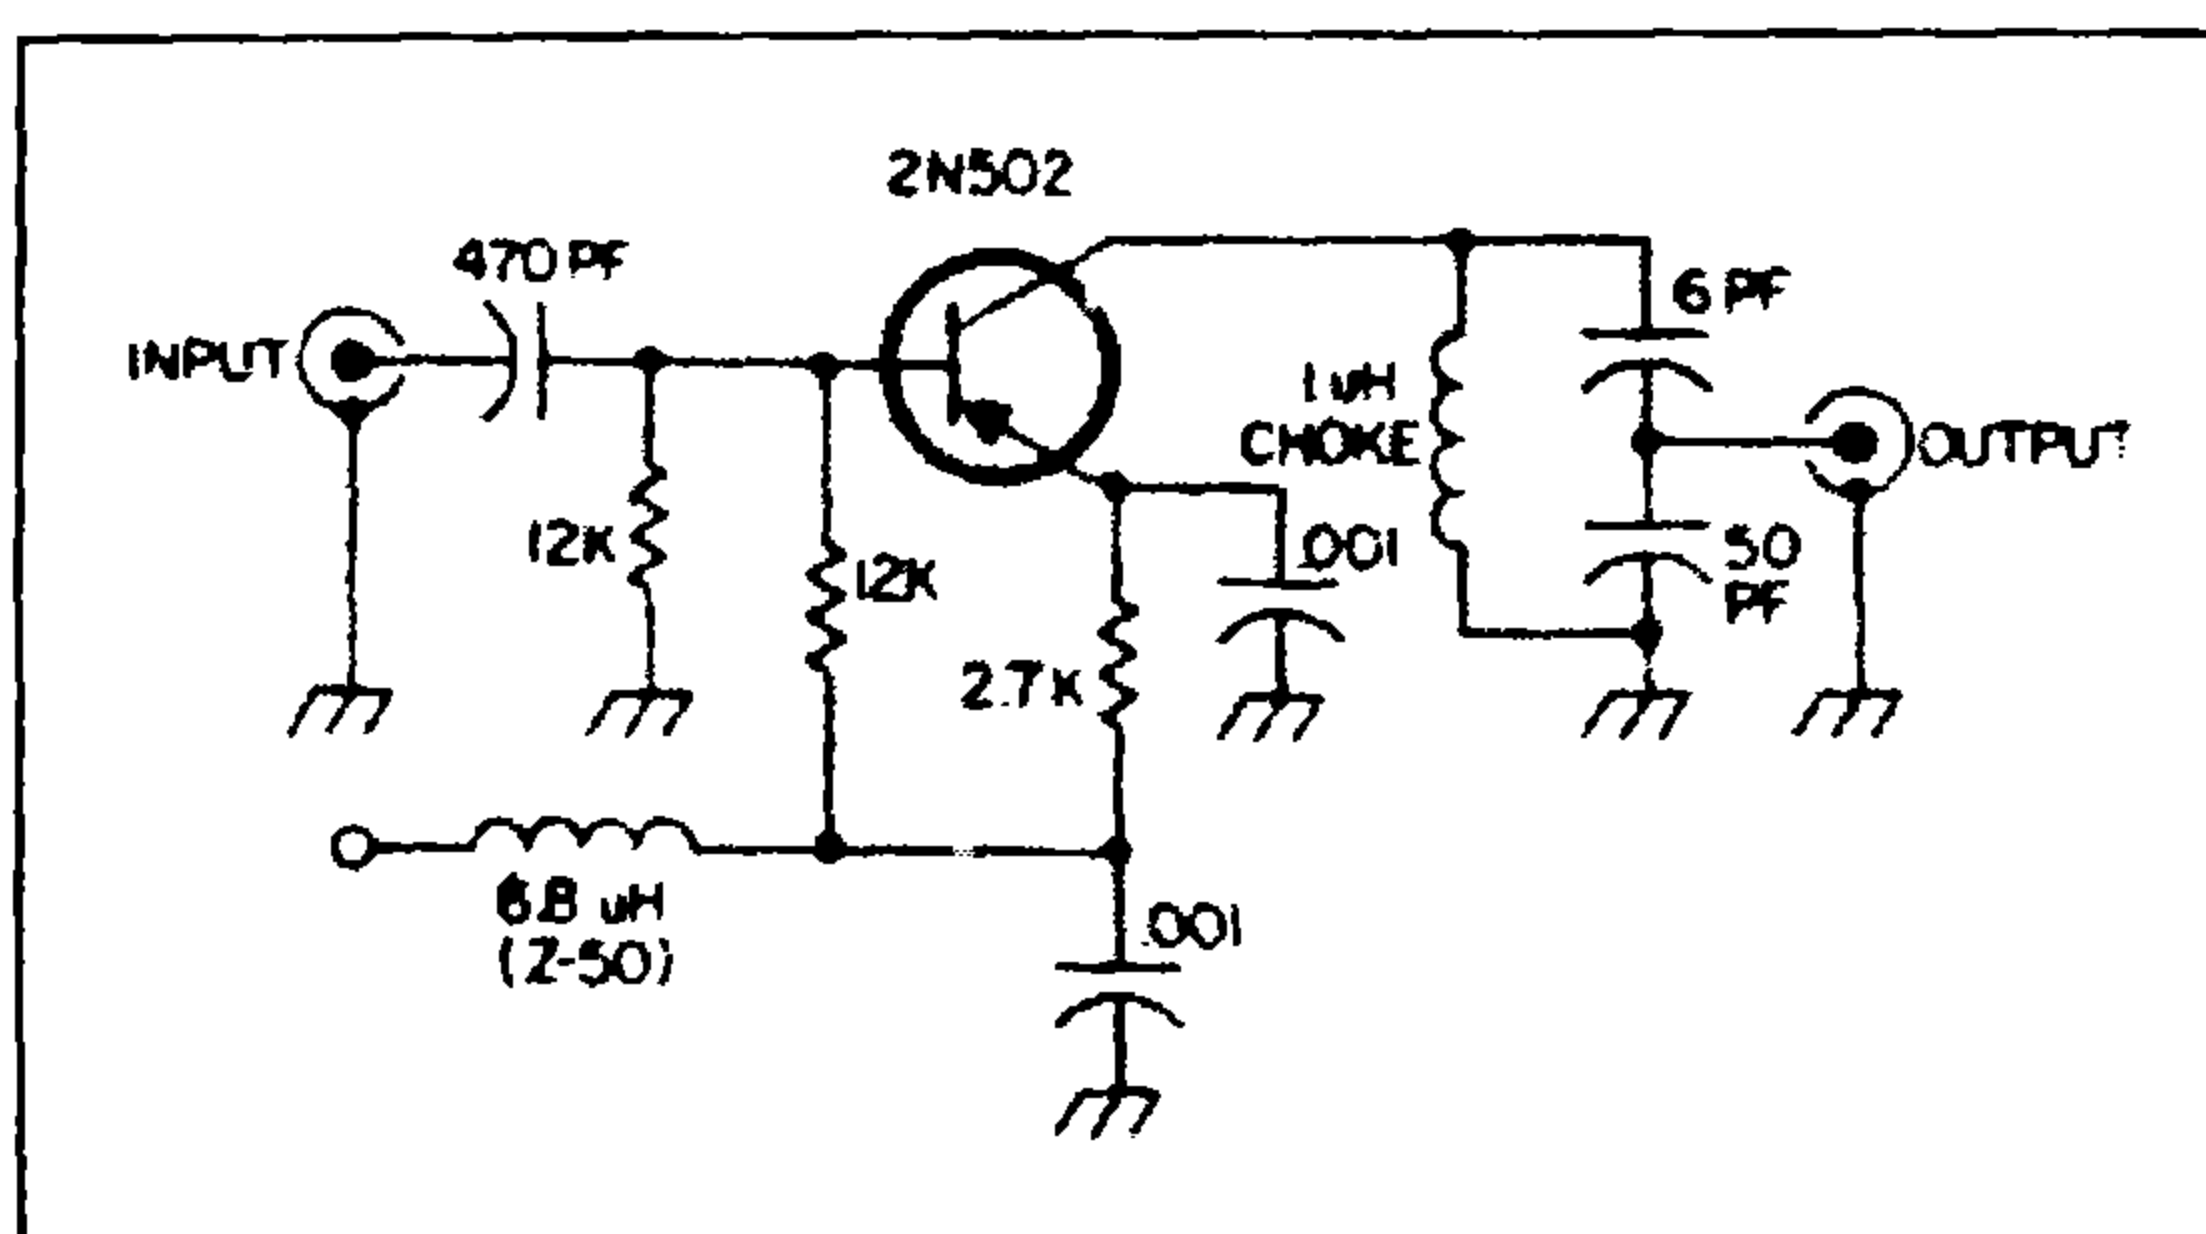 2N502
470 PF
INPUT
6 PF
1 uH
CHOKE
OUTPUT
12K
12K
.001
50
PF
2.7K
6.8 uH
(Z-50)
.001